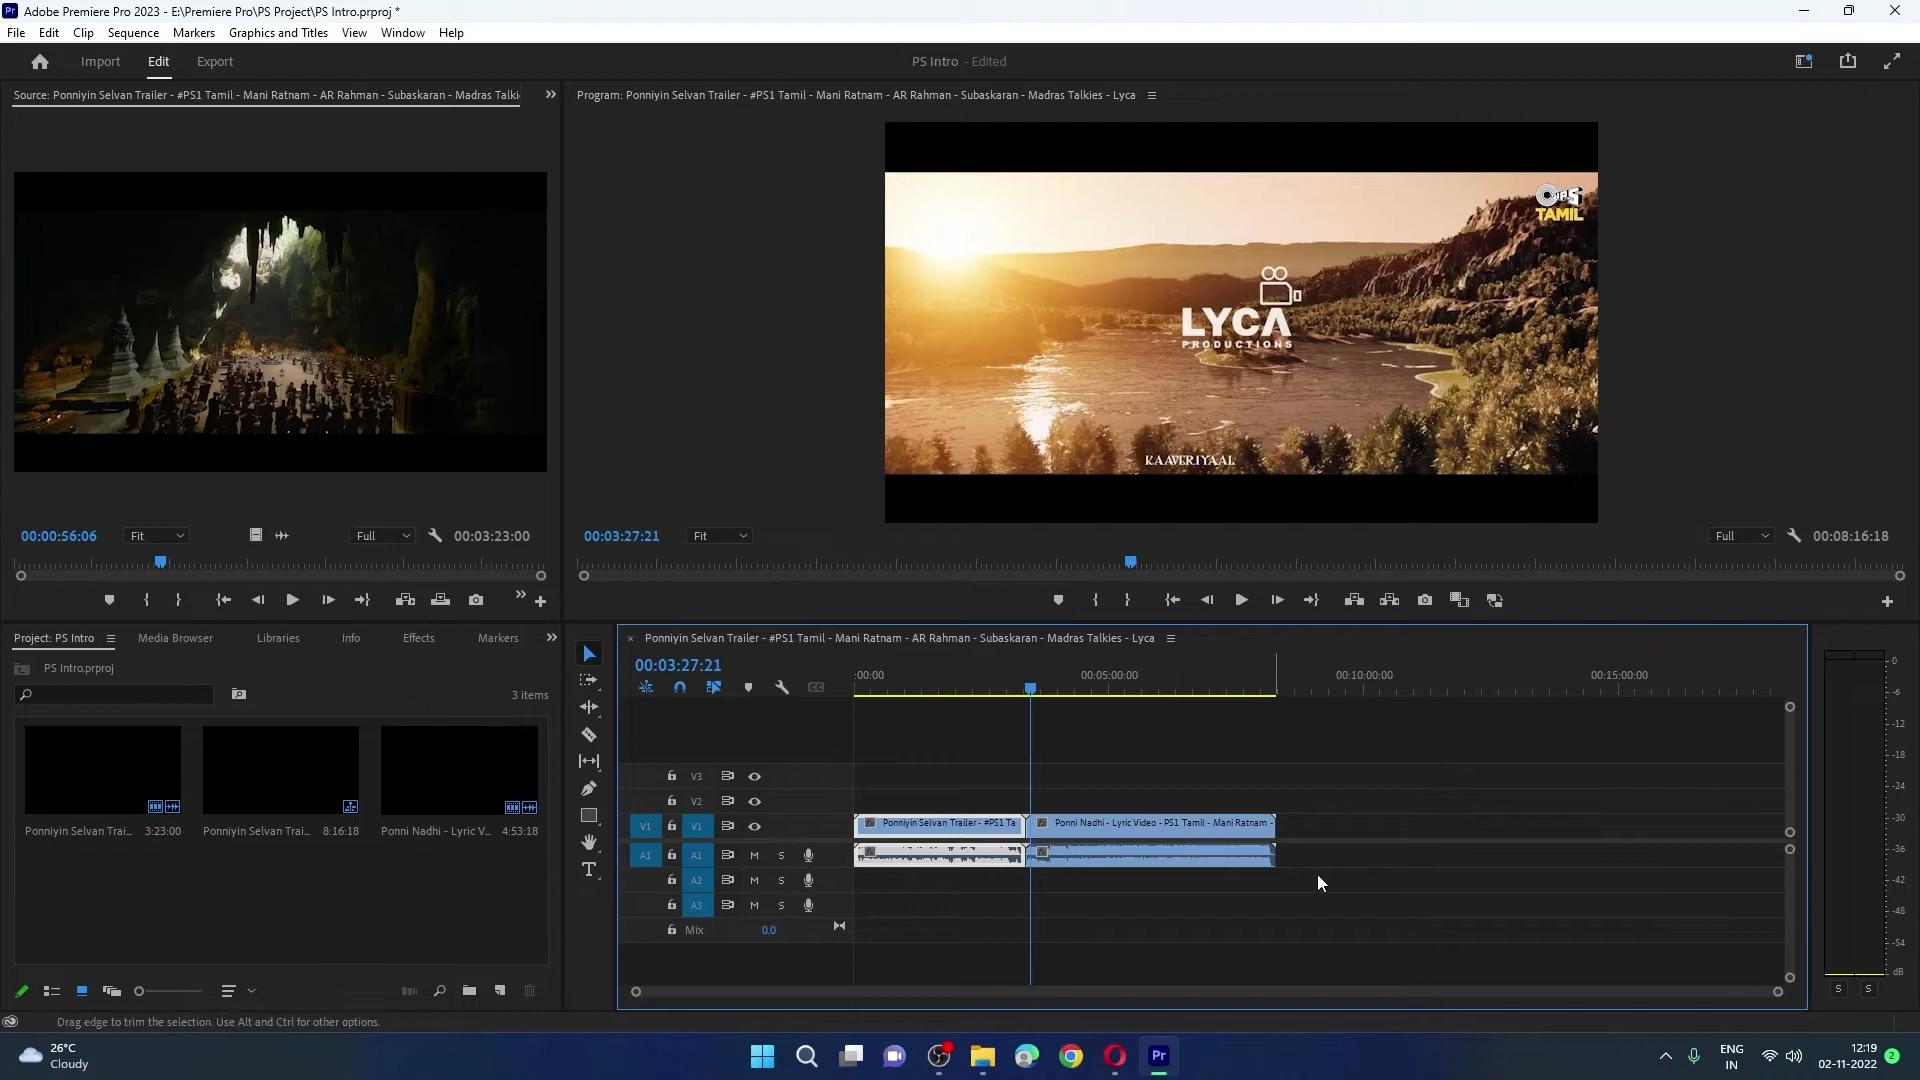 Pr Adobe Premiere Pro 2023 - E:\Premiere Pro\PS Project\PS Intro.prproj *
File Edit Clip Sequence Markers Graphics and Titles View Window Help
Import Edit Export
PS Intro - Edited
Source: Ponniyin Selvan Trailer - #PS1 Tamil - Mani Ratnam - AR Rahman - Subaskaran - Madras Talki
Program: Ponniyin Selvan Trailer - #PS1 Tamil - Mani Ratnam - AR Rahman - Subaskaran - Madras Talkies - Lyca
TIPS
TAMIL
LYCA
PRODUCTIONS
KAAVERIYAAL
00:00:56:06 Fit Full 00:03:23:00
00:03:27:21 Fit Full 00:08:16:18
Project: PS Intro Media Browser Libraries Info Effects Markers
PS Intro.prproj
3 items
Ponniyin Selvan Trai... 3:23:00
Ponniyin Selvan Trai... 8:16:18
Ponni Nadhi - Lyric V... 4:53:18
Ponniyin Selvan Trailer - #PS1 Tamil - Mani Ratnam - AR Rahman - Subaskaran - Madras Talkies - Lyca
00:03:27:21
:00:00 00:05:00:00 00:10:00:00 00:15:00:00
V3
V2
V1 V1 Ponniyin Selvan Trailer - #PS1 Ta Ponni Nadhi - Lyric Video - PS1 Tamil - Mani Ratnam -
A1 A1 M S
A2 M S
A3 M S
Mix 0.0
0
-6
-12
-18
-24
-30
-36
-42
-48
-54
dB
S S
Drag edge to trim the selection. Use Alt and Ctrl for other options.
26°C
Cloudy
Pr
ENG
IN
12:19
02-11-2022
2